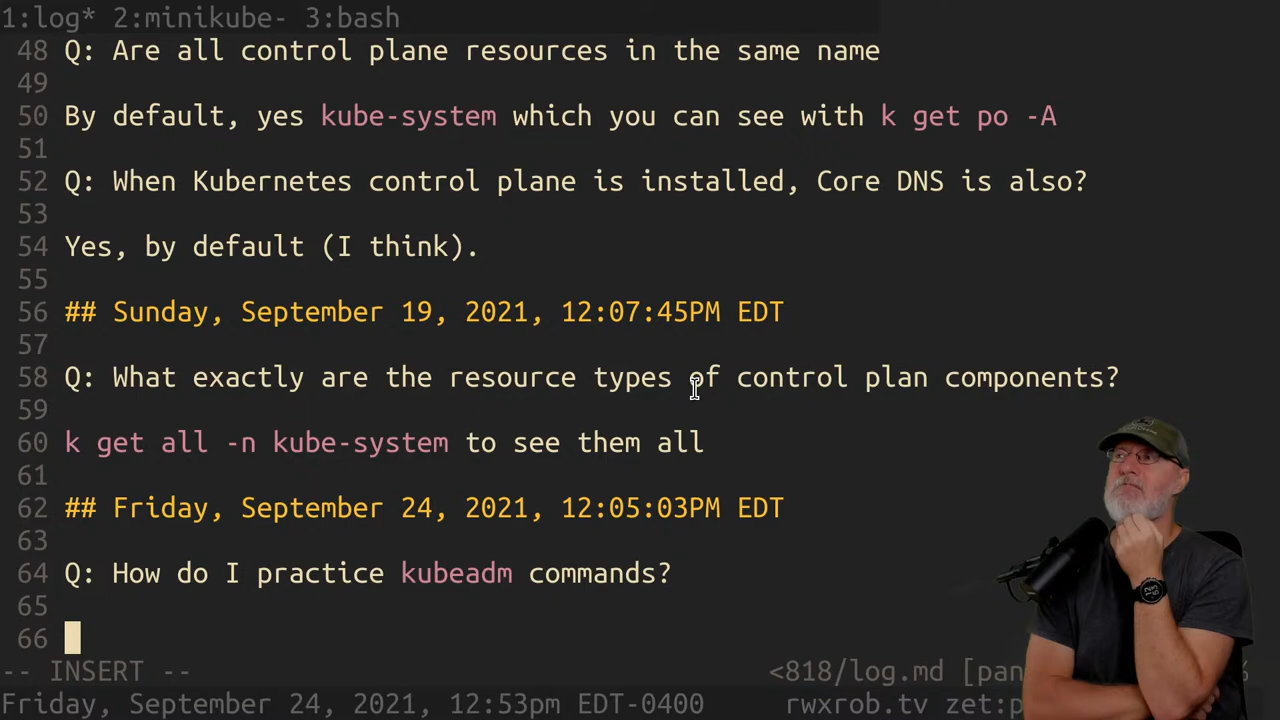 1:log* 2:minikube- 3:bash
48 Q: Are all control plane resources in the same name
49
50 By default, yes kube-system which you can see with k get po -A
51
52 Q: When Kubernetes control plane is installed, Core DNS is also?
53
54 Yes, by default (I think).
55
56 ## Sunday, September 19, 2021, 12:07:45PM EDT
57
58 Q: What exactly are the resource types of control plan components?
59
60 k get all -n kube-system to see them all
61
62 ## Friday, September 24, 2021, 12:05:03PM EDT
63
64 Q: How do I practice kubeadm commands?
65
66
-- INSERT -- <818/log.md [pan %
Friday, September 24, 2021, 12:53pm EDT-0400 rwxrob.tv zet:p